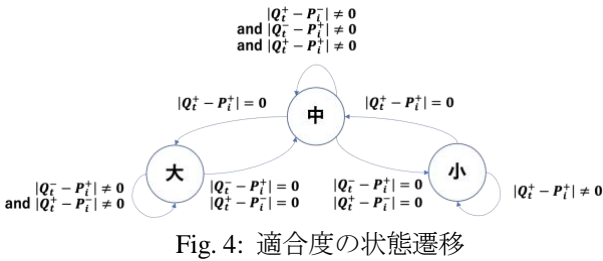 |Q_t^+ − P_i^-| ≠ 0
and |Q_t^- − P_i^+| ≠ 0
and |Q_t^+ − P_i^+| ≠ 0
|Q_t^+ − P_i^+| = 0
中
|Q_t^+ − P_i^+| = 0
大
小
|Q_t^- − P_i^+| ≠ 0
and |Q_t^+ − P_i^-| ≠ 0
|Q_t^- − P_i^+| = 0
|Q_t^+ − P_i^-| = 0
|Q_t^- − P_i^+| = 0
|Q_t^+ − P_i^-| = 0
|Q_t^+ − P_i^+| ≠ 0
Fig. 4: 適合度の状態遷移